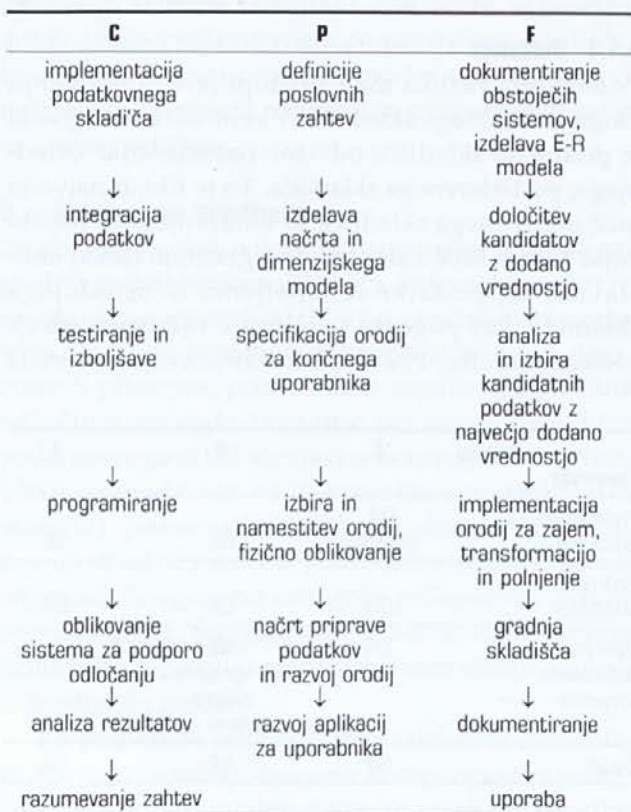 C P F
implementacija
podatkovnega
skladi'ča
definicije
poslovnih
zahtev
dokumentiranje
obstoječih
sistemov,
izdelava E-R
modela
↓ ↓ ↓
integracija
podatkov
izdelava
načrta in
dimenzijskega
modela
določitev
kandidatov
z dodano
vrednostjo
↓ ↓ ↓
testiranje in
izboljšave
specifikacija orodij
za končnega
uporabnika
analiza
in izbira
kandidatnih
podatkov z
največjo dodano
vrednostjo
↓ ↓ ↓
programiranje
izbira in
namestitev orodij,
fizično oblikovanje
implementacija
orodij za zajem,
transformacijo
in polnjenje
↓ ↓ ↓
oblikovanje
sistema za podporo
odločanju
načrt priprave
podatkov
in razvoj orodij
gradnja
skladišča
↓ ↓ ↓
analiza rezultatov
razvoj aplikacij
za uporabnika
dokumentiranje
↓ ↓
razumevanje zahtev
uporaba